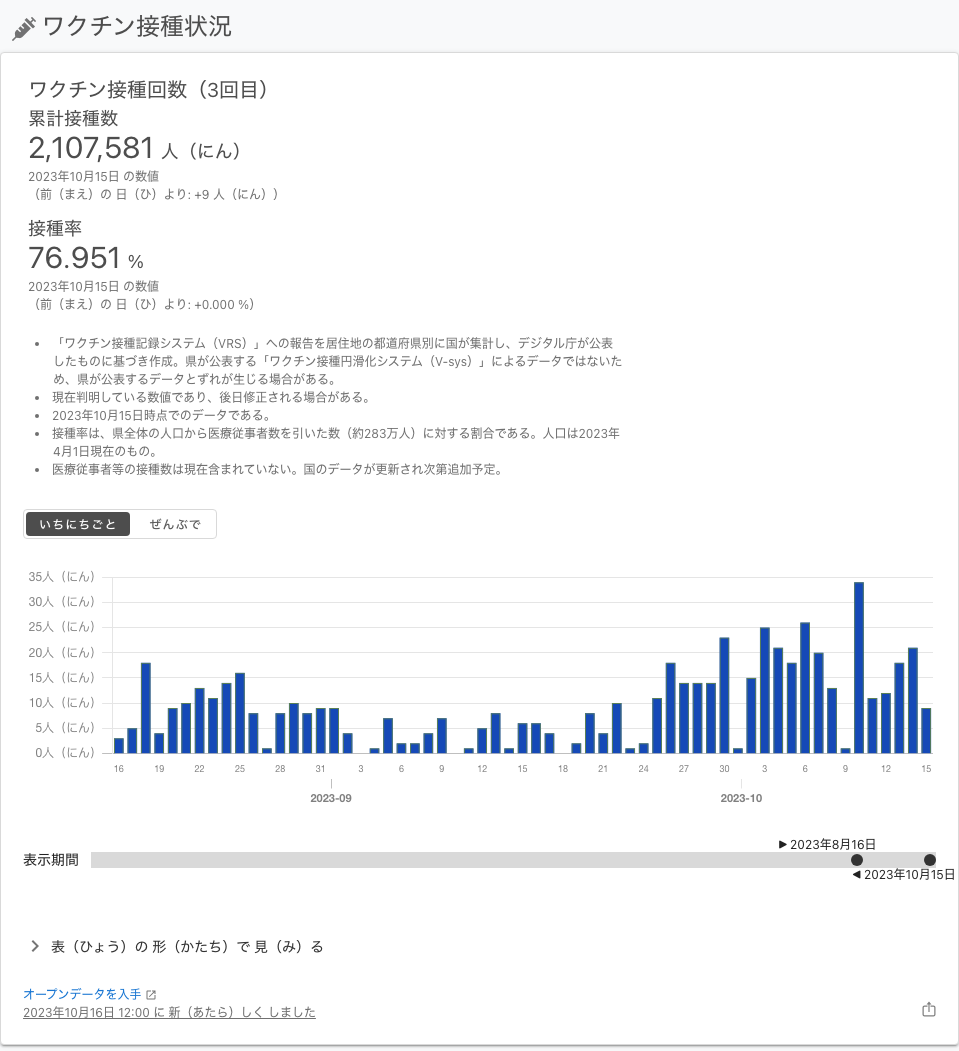 ワクチン接種状況
ワクチン接種回数（3回目）
累計接種数
2,107,581 人（にん）
2023年10月15日 の数値
（前（まえ）の 日（ひ）より: +9 人（にん））
接種率
76.951 %
2023年10月15日 の数値
（前（まえ）の 日（ひ）より: +0.000 %）
• 「ワクチン接種記録システム（VRS）」への報告を居住地の都道府県別に国が集計し、デジタル庁が公表
したものに基づき作成。県が公表する「ワクチン接種円滑化システム（V-sys）」によるデータではないた
め、県が公表するデータとずれが生じる場合がある。
• 現在判明している数値であり、後日修正される場合がある。
• 2023年10月15日時点でのデータである。
• 接種率は、県全体の人口から医療従事者数を引いた数（約283万人）に対する割合である。人口は2023年
4月1日現在のもの。
• 医療従事者等の接種数は現在含まれていない。国のデータが更新され次第追加予定。
いちにちごと ぜんぶで
35人（にん）
30人（にん）
25人（にん）
20人（にん）
15人（にん）
10人（にん）
5人（にん）
0人（にん）
16 19 22 25 28 31 3 6 9 12 15 18 21 24 27 30 3 6 9 12 15
2023-09 2023-10
▶ 2023年8月16日
表示期間
◀ 2023年10月15日
表（ひょう）の 形（かたち）で 見（み）る
オープンデータを入手
2023年10月16日 12:00 に 新（あたら）しく しました